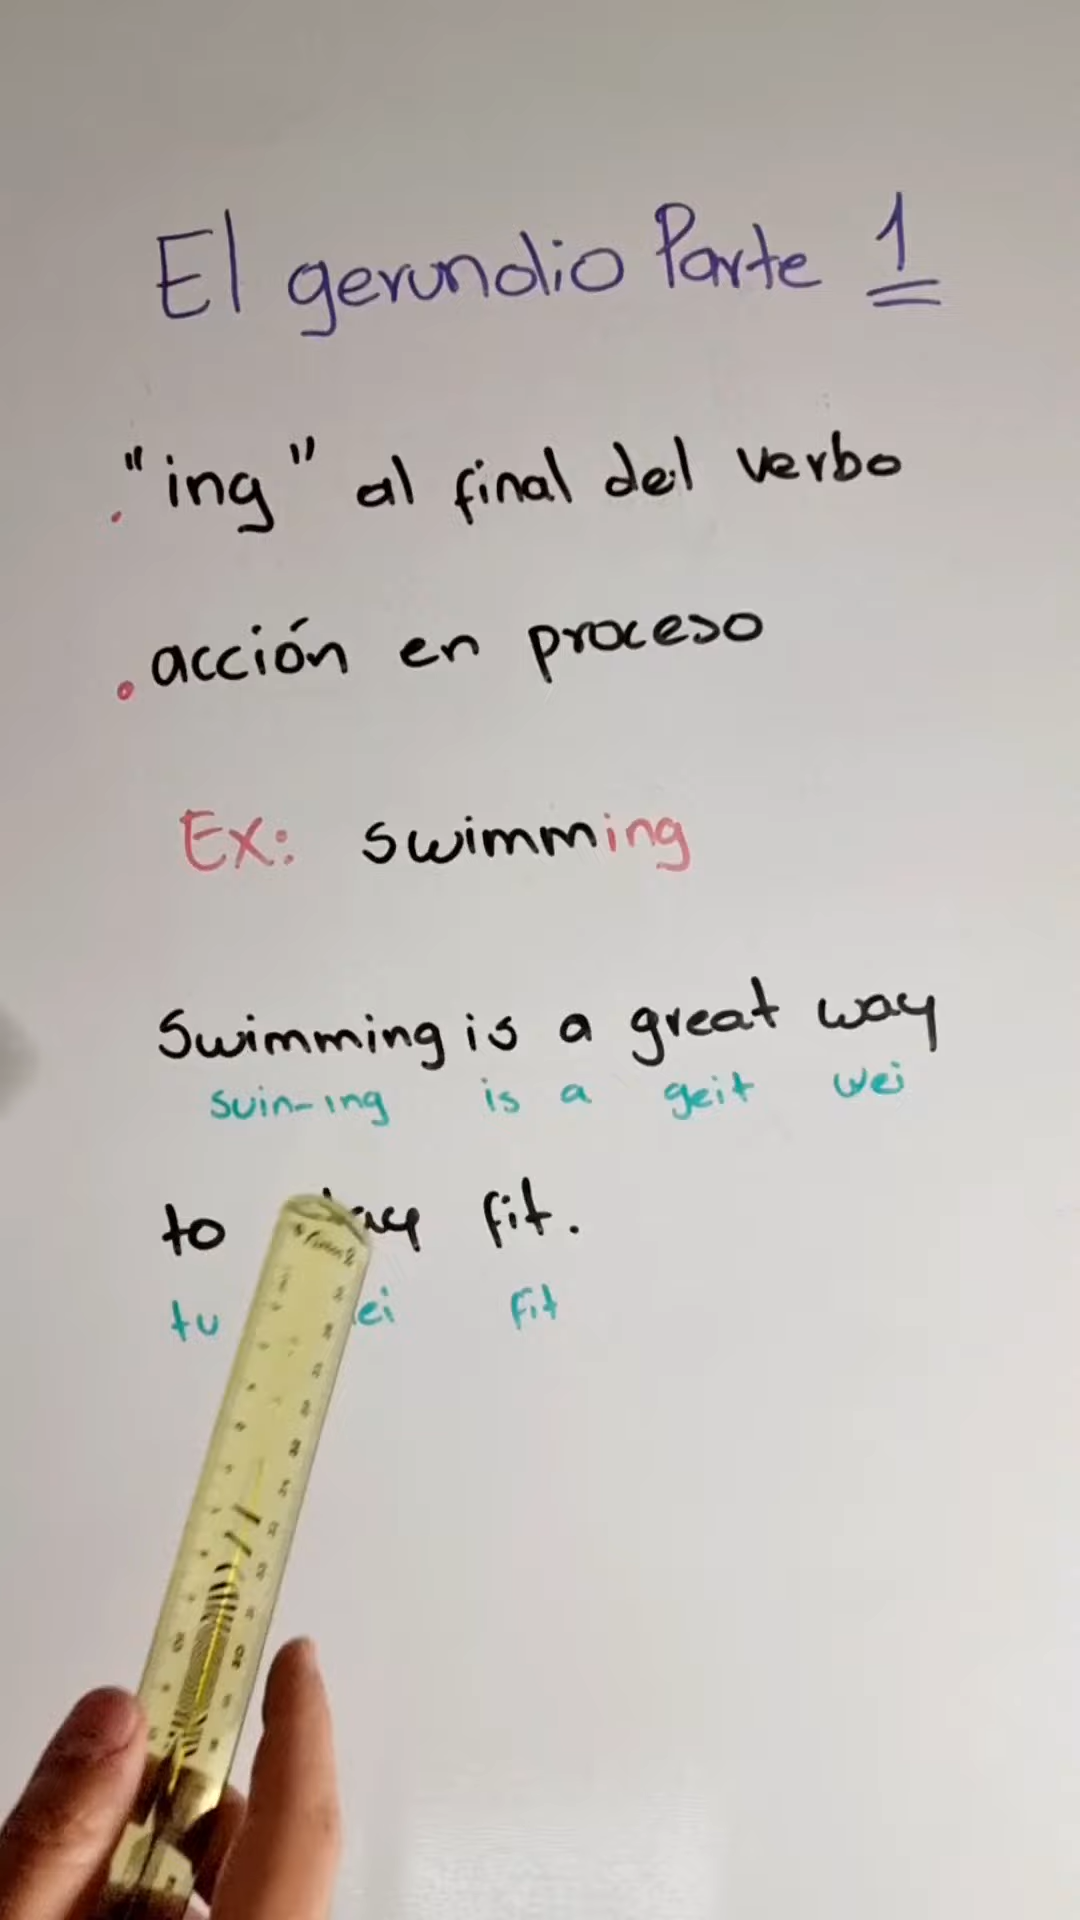 El gerundio Parte 1
. "ing" al final del verbo
. acción en proceso
Ex: swimming
Swimming is a great way
suin-ing is a geit wei
to fit.
tu fit